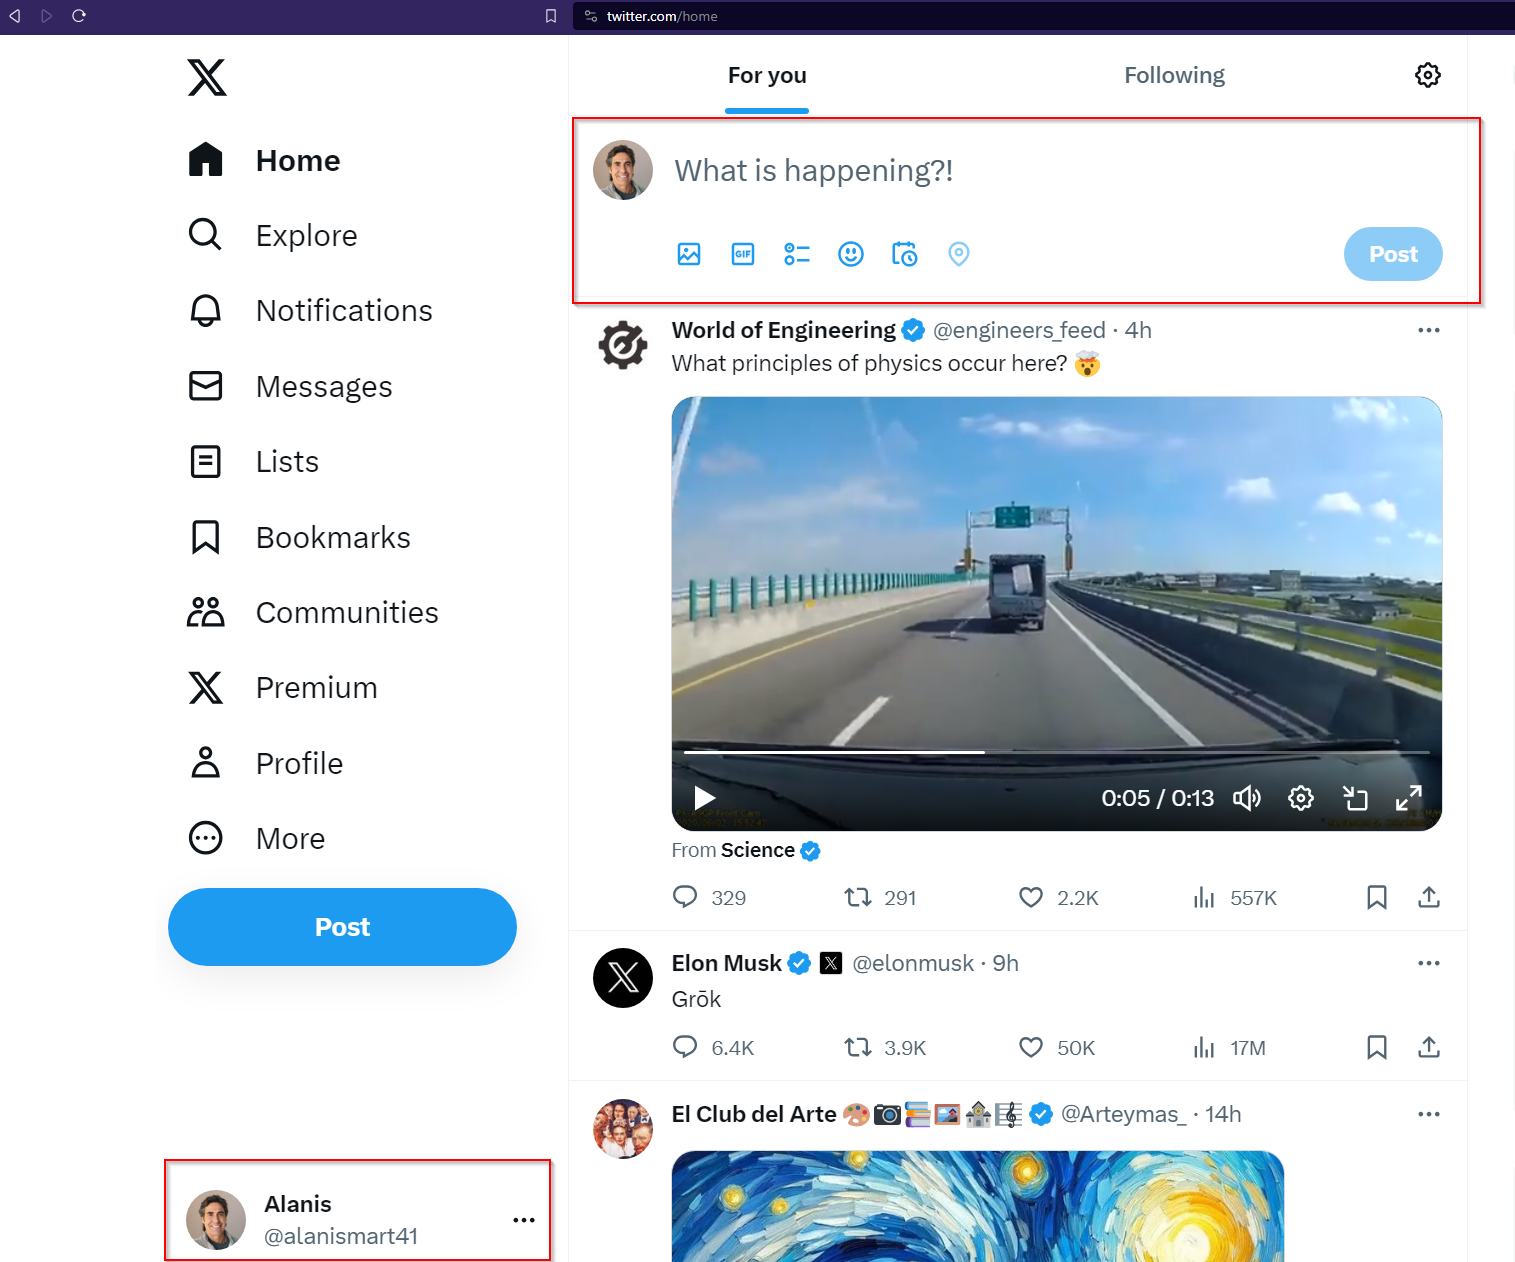 twitter.com/home
For you
Following
Home
Explore
Notifications
Messages
Lists
Bookmarks
Communities
Premium
Profile
More
Post
Alanis
@alanismart41
What is happening?!
GIF
Post
World of Engineering @engineers_feed · 4h
What principles of physics occur here? 🤯
0:05 / 0:13
From Science
329 291 2.2K 557K
Elon Musk @elonmusk · 9h
Grōk
6.4K 3.9K 50K 17M
El Club del Arte 🎨📷📚🖼️🏫🎼 @Arteymas_ · 14h